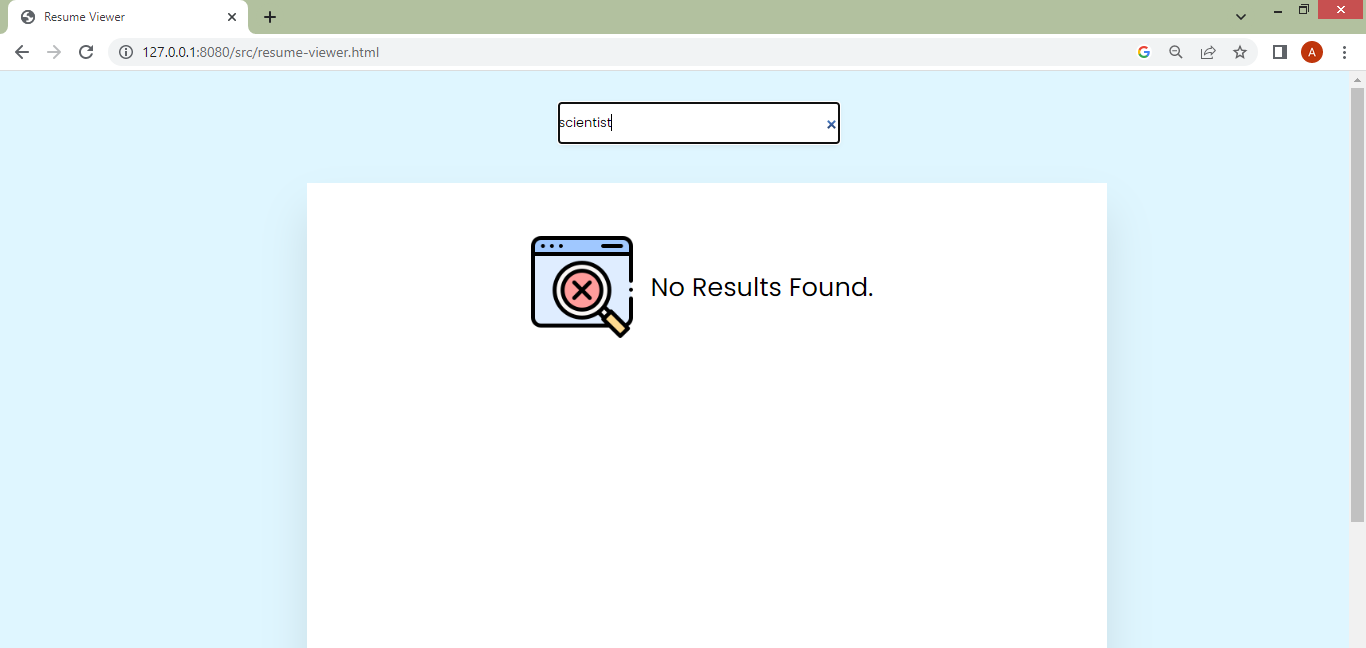 Resume Viewer
127.0.0.1:8080/src/resume-viewer.html
A
scientist
No Results Found.